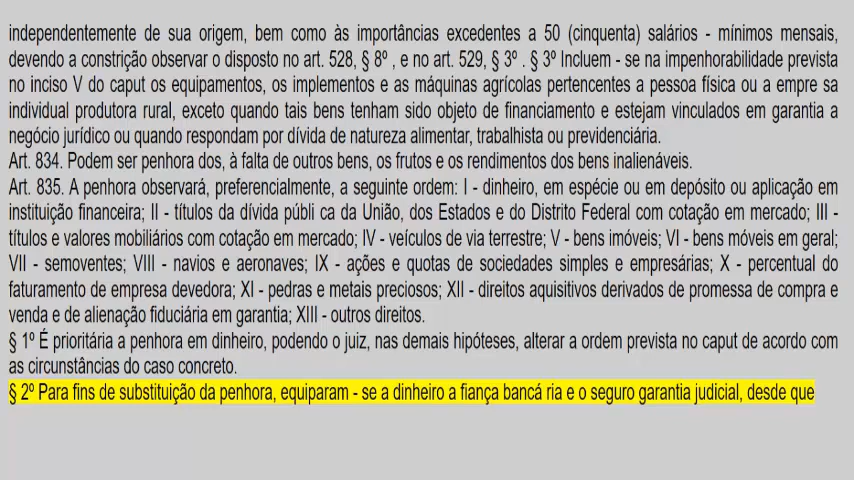 independentemente de sua origem, bem como às importâncias excedentes a 50 (cinquenta) salários - mínimos mensais,
devendo a constrição observar o disposto no art. 528, § 8º , e no art. 529, § 3º . § 3º Incluem - se na impenhorabilidade prevista
no inciso V do caput os equipamentos, os implementos e as máquinas agrícolas pertencentes a pessoa física ou a empre sa
individual produtora rural, exceto quando tais bens tenham sido objeto de financiamento e estejam vinculados em garantia a
negócio jurídico ou quando respondam por dívida de natureza alimentar, trabalhista ou previdenciária.
Art. 834. Podem ser penhora dos, à falta de outros bens, os frutos e os rendimentos dos bens inalienáveis.
Art. 835. A penhora observará, preferencialmente, a seguinte ordem: I - dinheiro, em espécie ou em depósito ou aplicação em
instituição financeira; II - títulos da dívida públi ca da União, dos Estados e do Distrito Federal com cotação em mercado; III -
títulos e valores mobiliários com cotação em mercado; IV - veículos de via terrestre; V - bens imóveis; VI - bens móveis em geral;
VII - semoventes; VIII - navios e aeronaves; IX - ações e quotas de sociedades simples e empresárias; X - percentual do
faturamento de empresa devedora; XI - pedras e metais preciosos; XII - direitos aquisitivos derivados de promessa de compra e
venda e de alienação fiduciária em garantia; XIII - outros direitos.
§ 1º É prioritária a penhora em dinheiro, podendo o juiz, nas demais hipóteses, alterar a ordem prevista no caput de acordo com
as circunstâncias do caso concreto.
§ 2º Para fins de substituição da penhora, equiparam - se a dinheiro a fiança bancá ria e o seguro garantia judicial, desde que